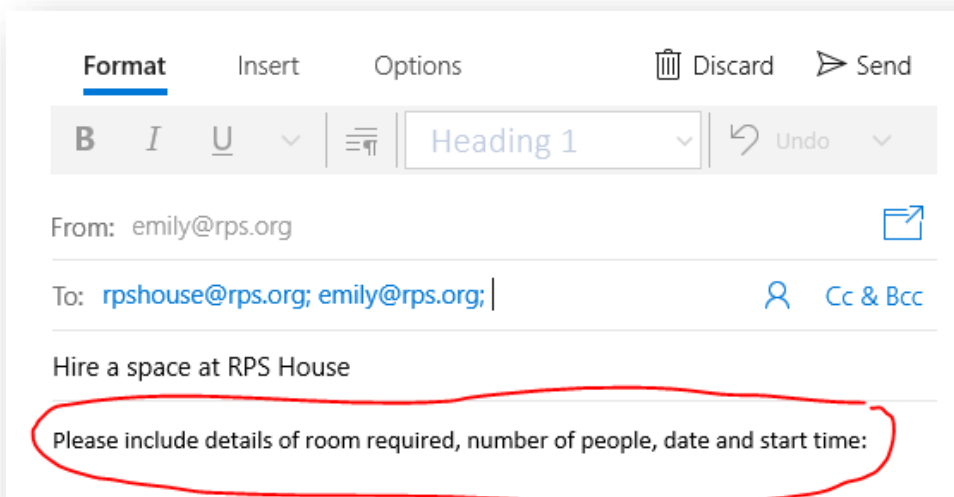 Format Insert Options Discard Send
B I U Heading 1 Undo
From: emily@rps.org
To: rpshouse@rps.org; emily@rps.org; Cc & Bcc
Hire a space at RPS House
Please include details of room required, number of people, date and start time: